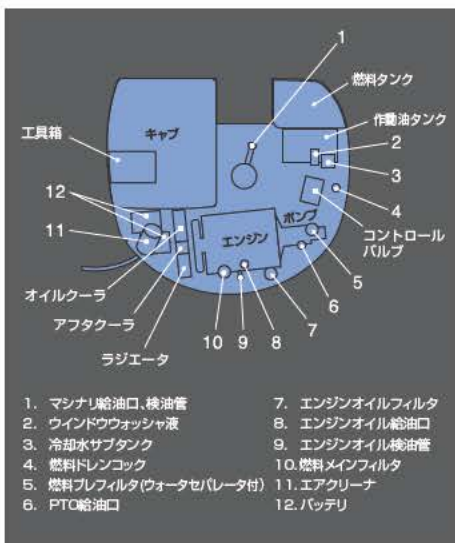 1
燃料タンク
作動油タンク
工具箱
キャブ
2
3
12
4
ポンプ
11
エンジン
コントロール
バルブ
オイルクーラ
5
アフタクーラ
6
ラジエータ
10 9 8 7
1. マシナリ給油口、検油管
2. ウインドウウォッシャ液
3. 冷却水サブタンク
4. 燃料ドレンコック
5. 燃料プレフィルタ(ウォータセパレータ付)
6. PTO給油口
7. エンジンオイルフィルタ
8. エンジンオイル給油口
9. エンジンオイル検油管
10.燃料メインフィルタ
11.エアクリーナ
12.バッテリ